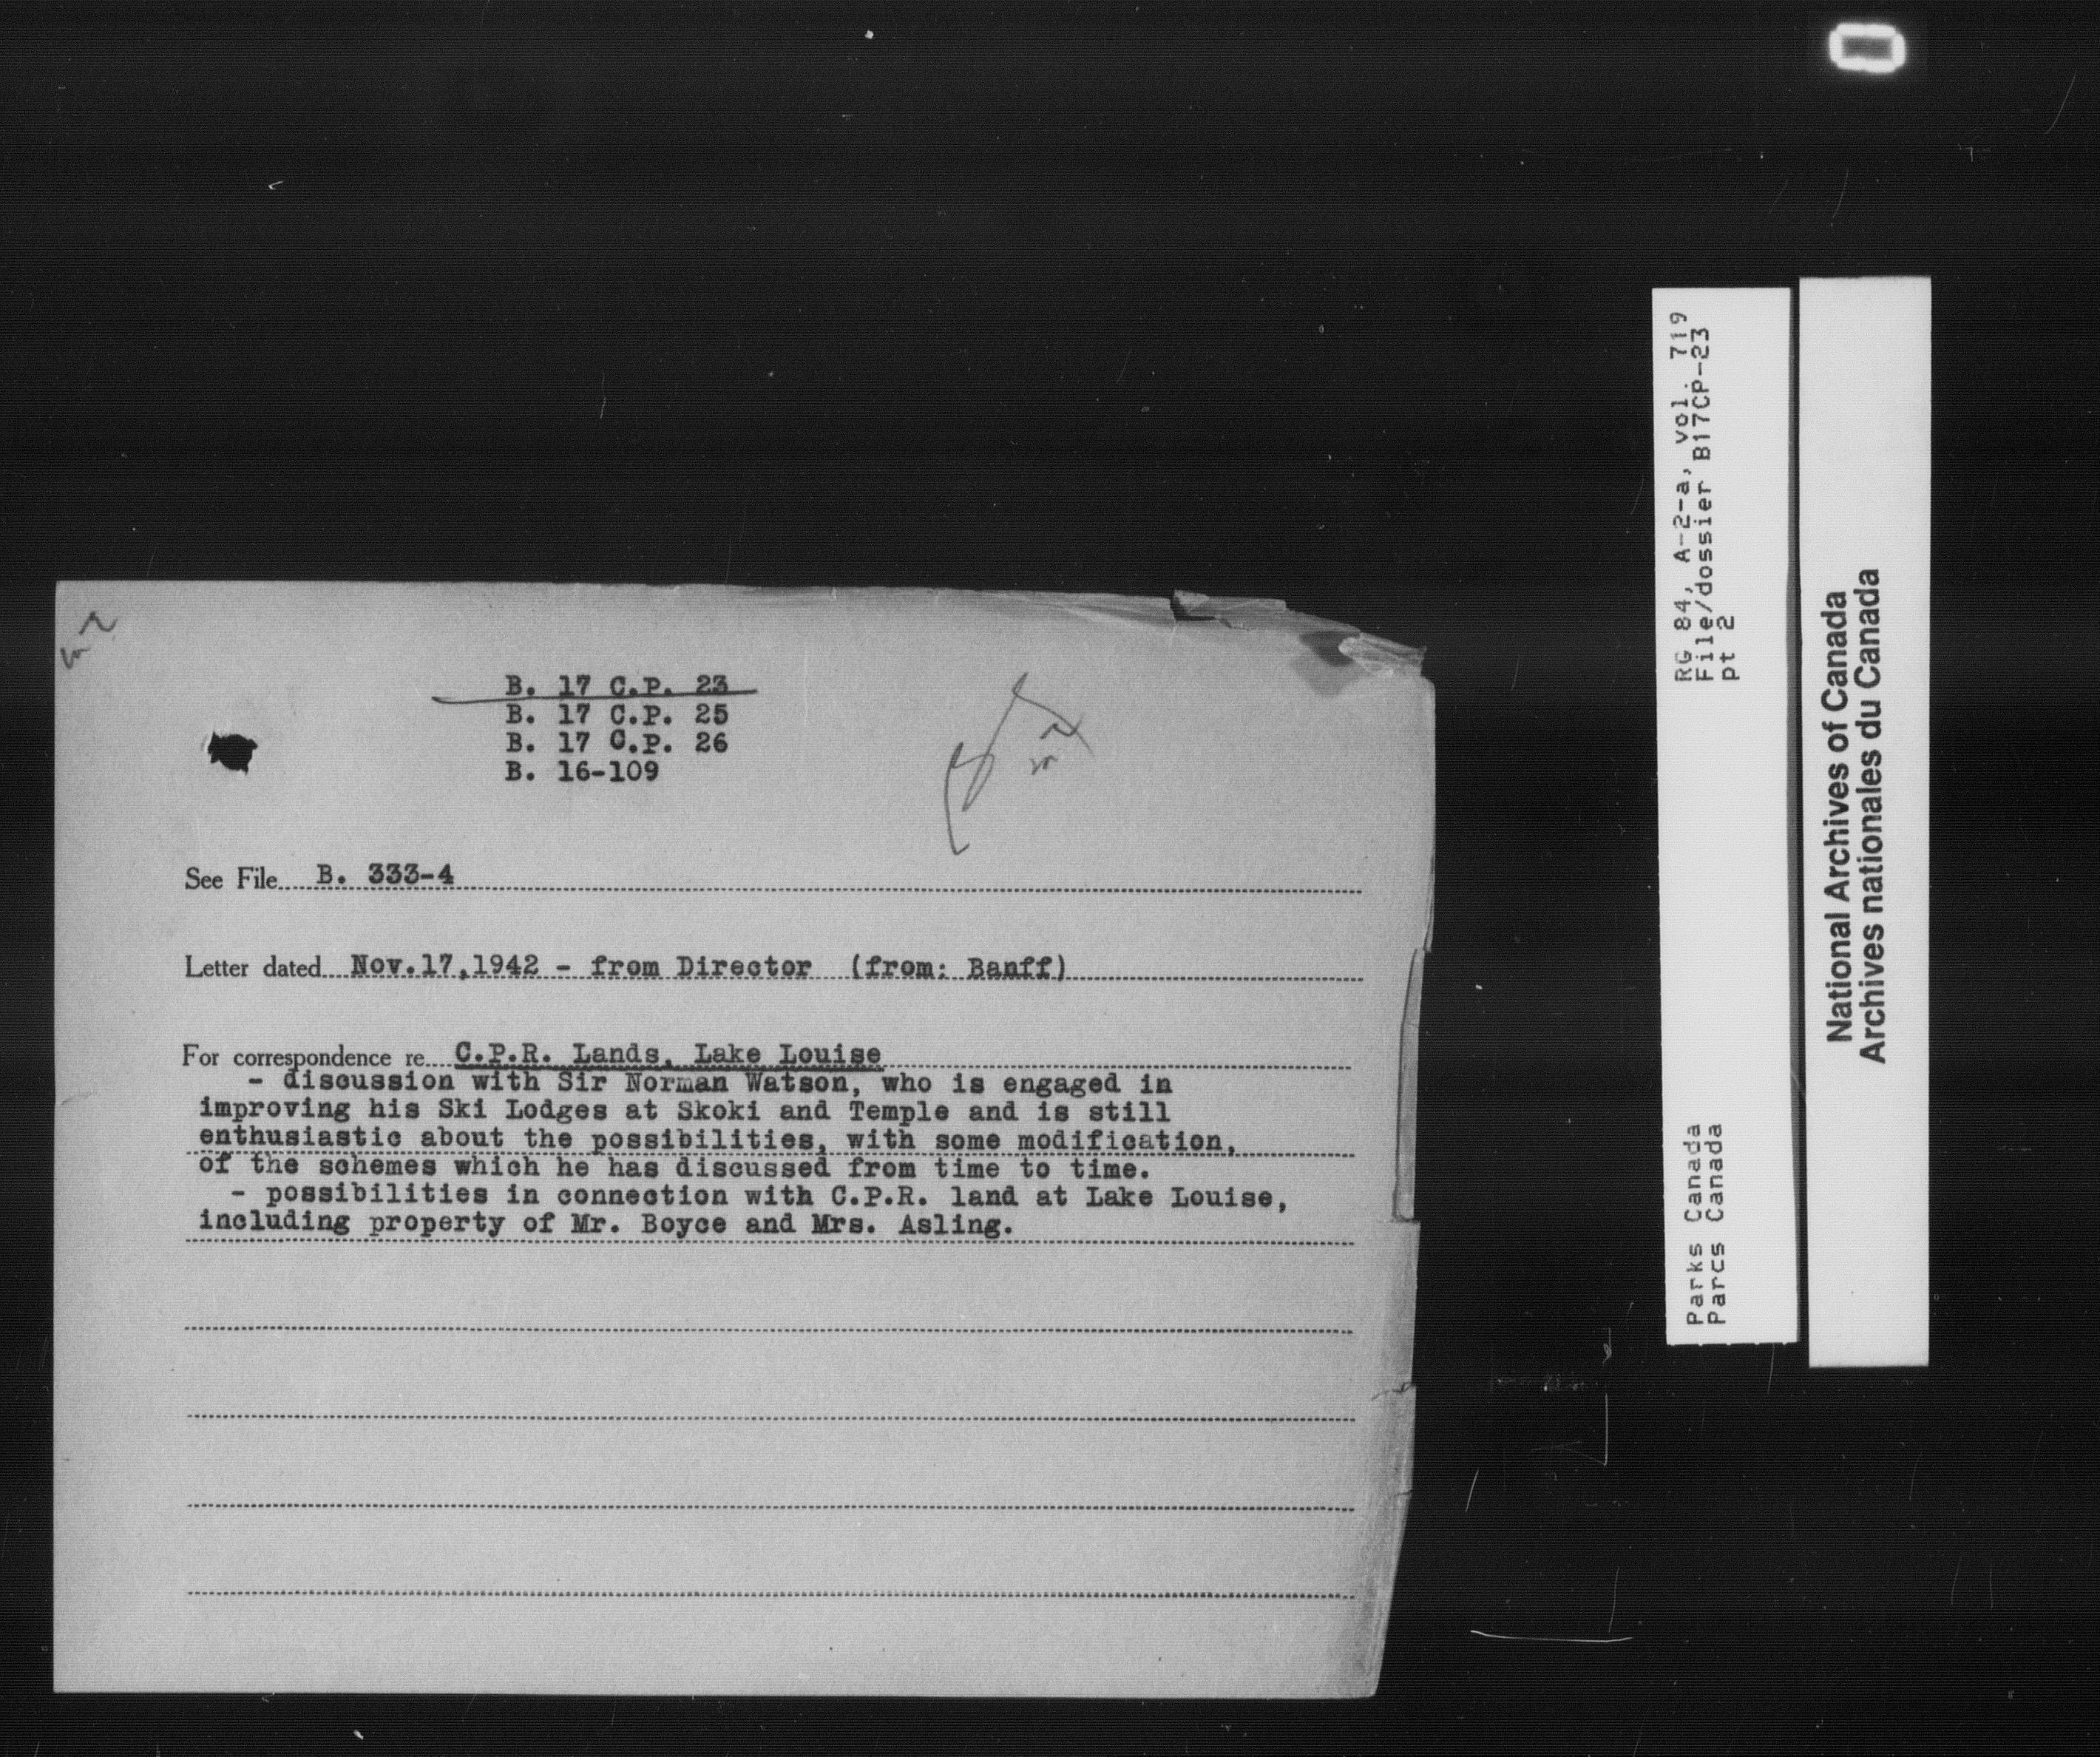 B. 17 C.P. 23
B. 17 C.P. 25
B. 17 C.P. 26
B. 16-109
See File B. 333-4
Letter dated Nov.17,1942 - from Director (from: Banff)
For correspondence re C.P.R. Lands, Lake Louise
- discussion with Sir Norman Watson, who is engaged in
improving his Ski Lodges at Skoki and Temple and is still
enthusiastic about the possibilities, with some modification,
of the schemes which he has discussed from time to time.
- possibilities in connection with C.P.R. land at Lake Louise,
including property of Mr. Boyce and Mrs. Asling.
RG 84, A-2-a, vol. 719
File/dossier B17CP-23
pt 2
Parks Canada
Parcs Canada
National Archives of Canada
Archives nationales du Canada